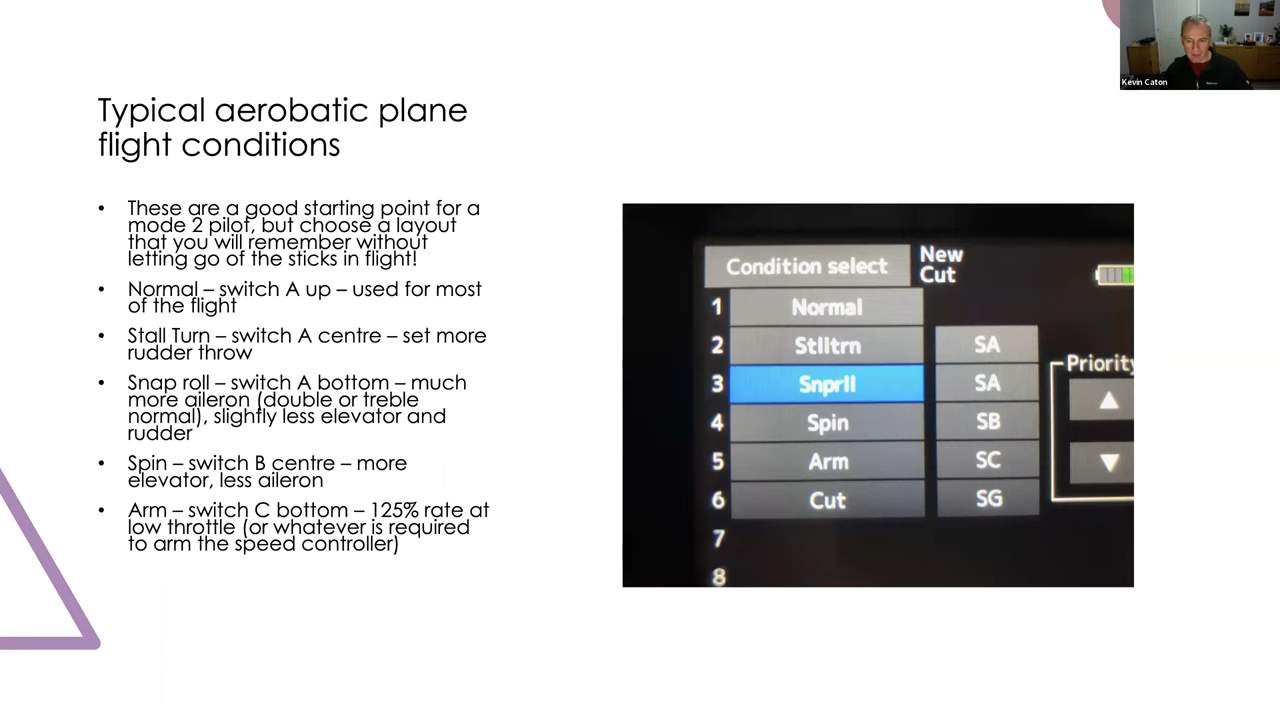 Kevin Caton
Typical aerobatic plane
flight conditions
• These are a good starting point for a
mode 2 pilot, but choose a layout
that you will remember without
letting go of the sticks in flight!
• Normal – switch A up – used for most
of the flight
• Stall Turn – switch A centre – set more
rudder throw
• Snap roll – switch A bottom – much
more aileron (double or treble
normal), slightly less elevator and
rudder
• Spin – switch B centre – more
elevator, less aileron
• Arm – switch C bottom – 125% rate at
low throttle (or whatever is required
to arm the speed controller)
Condition select
New
Cut
1 Normal
2 Stlltrn SA
3 Snprll SA
Priority
4 Spin SB
5 Arm SC
6 Cut SG
7
8